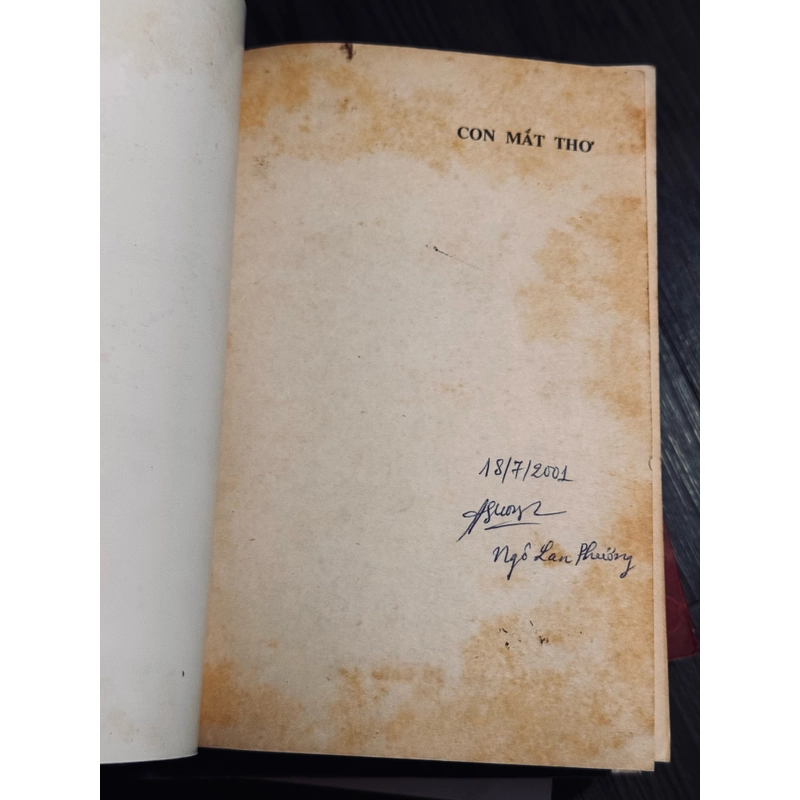 CON MẮT THƠ
18/7/2001
Ngô Lan Phương